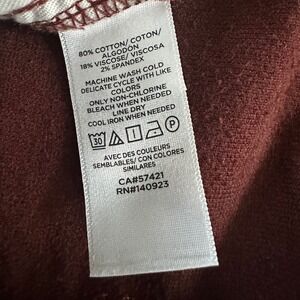 80% COTTON/ COTON/
ALGODON
18% VISCOSE/ VISCOSA
2% SPANDEX
MACHINE WASH COLD
DELICATE CYCLE WITH LIKE
COLORS
ONLY NON-CHLORINE
BLEACH WHEN NEEDED
LINE DRY
COOL IRON WHEN NEEDED
30 P
AVEC DES COULEURS
SEMBLABLES/ CON COLORES
SIMILARES
CA#57421
RN#140923